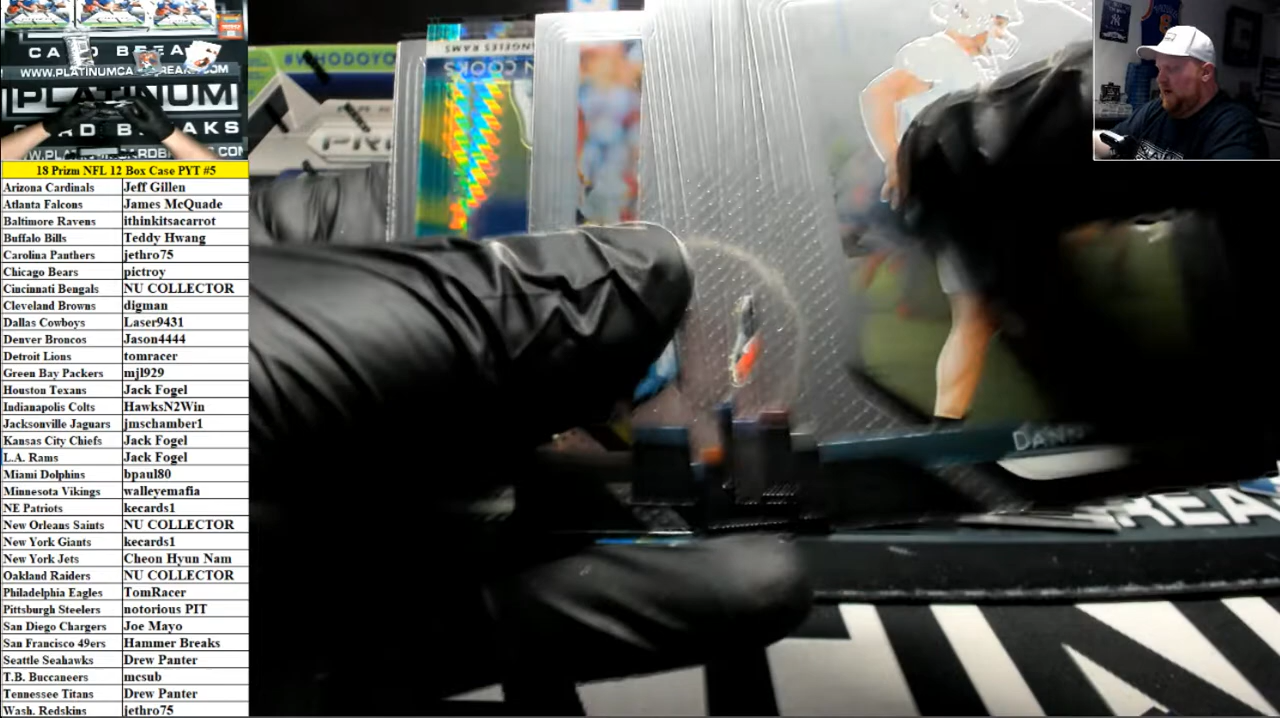 CARD BREAKS
WWW.PLATINUMCA
PLATINUM
CARD BREAKS
#WHODOYO
ANGELES RAMS
COOKS
PRI
DANN
REA
18 Prizm NFL 12 Box Case PYT #5
Arizona Cardinals Jeff Gillen
Atlanta Falcons James McQuade
Baltimore Ravens ithinkitsacarrot
Buffalo Bills Teddy Hwang
Carolina Panthers jethro75
Chicago Bears pictroy
Cincinnati Bengals NU COLLECTOR
Cleveland Browns digman
Dallas Cowboys Laser9431
Denver Broncos Jason4444
Detroit Lions tomracer
Green Bay Packers mjl929
Houston Texans Jack Fogel
Indianapolis Colts HawksN2Win
Jacksonville Jaguars jmschamber1
Kansas City Chiefs Jack Fogel
L.A. Rams Jack Fogel
Miami Dolphins bpaul80
Minnesota Vikings walleyemafia
NE Patriots kecards1
New Orleans Saints NU COLLECTOR
New York Giants kecards1
New York Jets Cheon Hyun Nam
Oakland Raiders NU COLLECTOR
Philadelphia Eagles TomRacer
Pittsburgh Steelers notorious PIT
San Diego Chargers Joe Mayo
San Francisco 49ers Hammer Breaks
Seattle Seahawks Drew Panter
T.B. Buccaneers mcsub
Tennessee Titans Drew Panter
Wash. Redskins jethro75